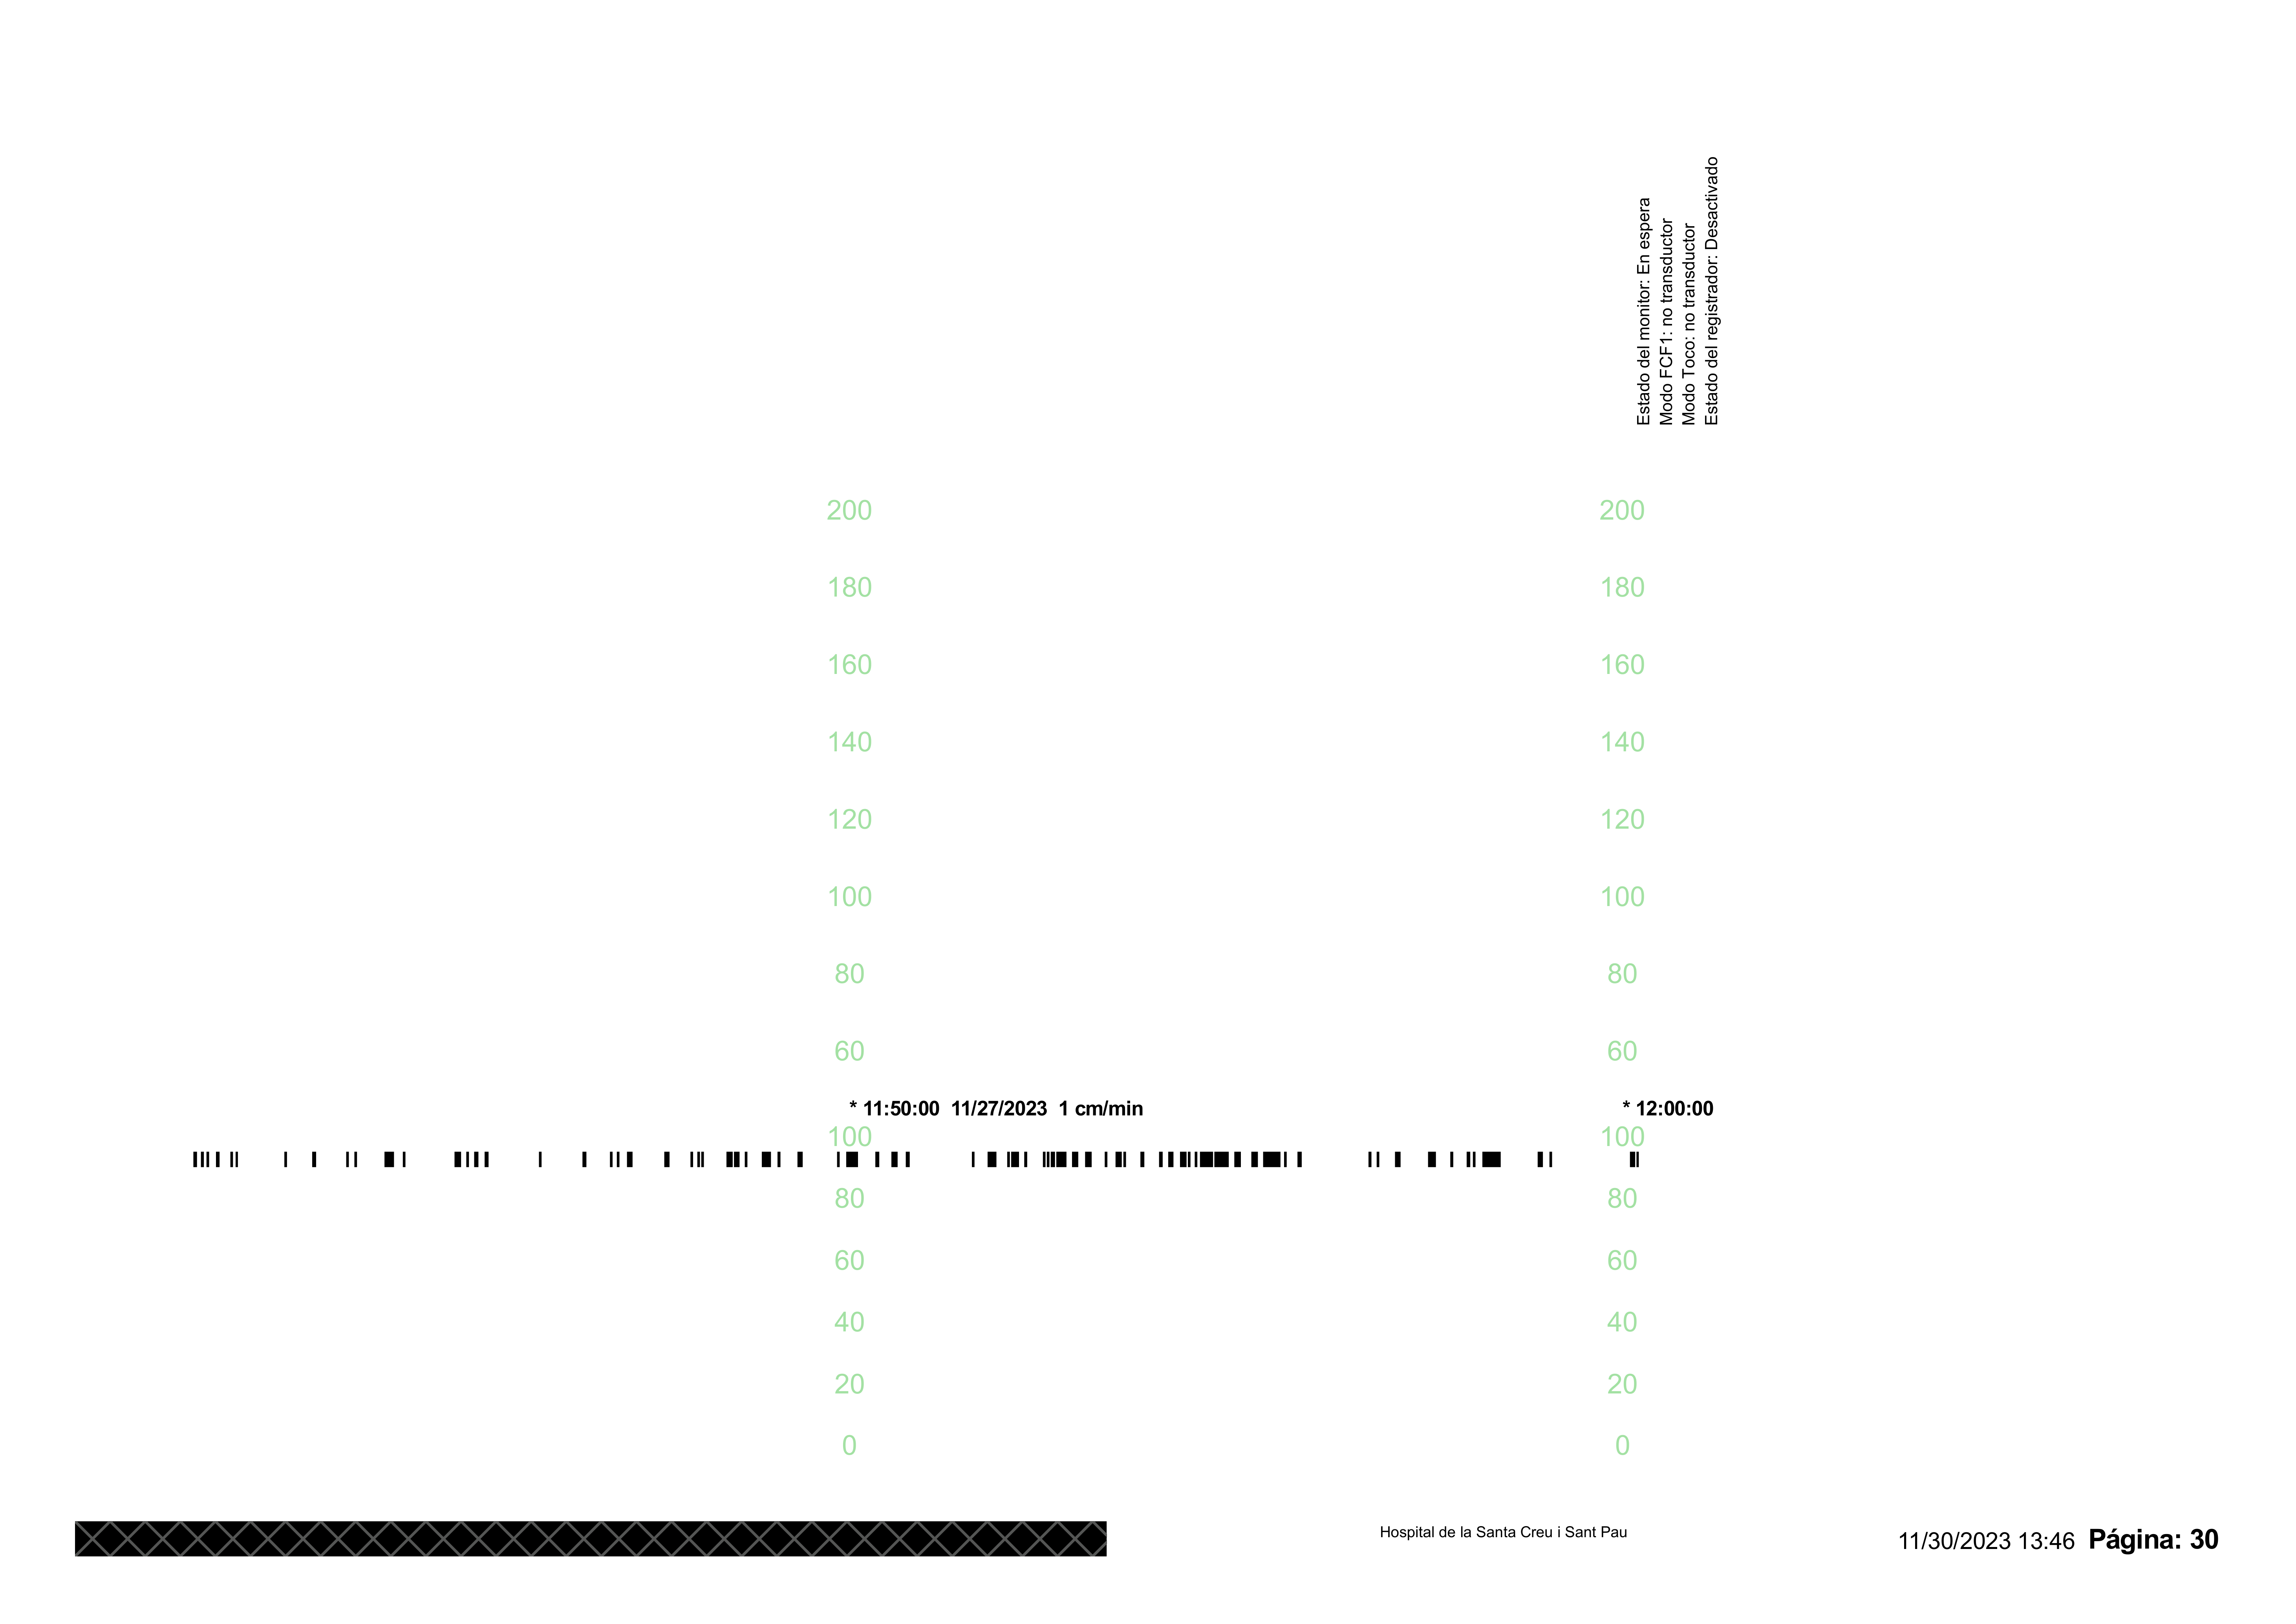 Estado del monitor: En espera
Modo FCF1: no transductor
Modo Toco: no transductor
Estado del registrador: Desactivado
200 200
180 180
160 160
140 140
120 120
100 100
80 80
60 60
* 11:50:00 11/27/2023 1 cm/min * 12:00:00
100 100
80 80
60 60
40 40
20 20
0 0
Hospital de la Santa Creu i Sant Pau
11/30/2023 13:46 Página: 30